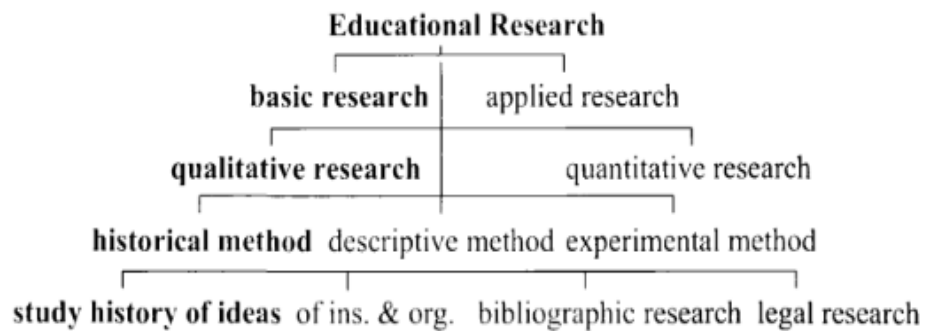 Educational Research
basic research applied research
qualitative research quantitative research
historical method descriptive method experimental method
study history of ideas of ins. & org. bibliographic research legal research